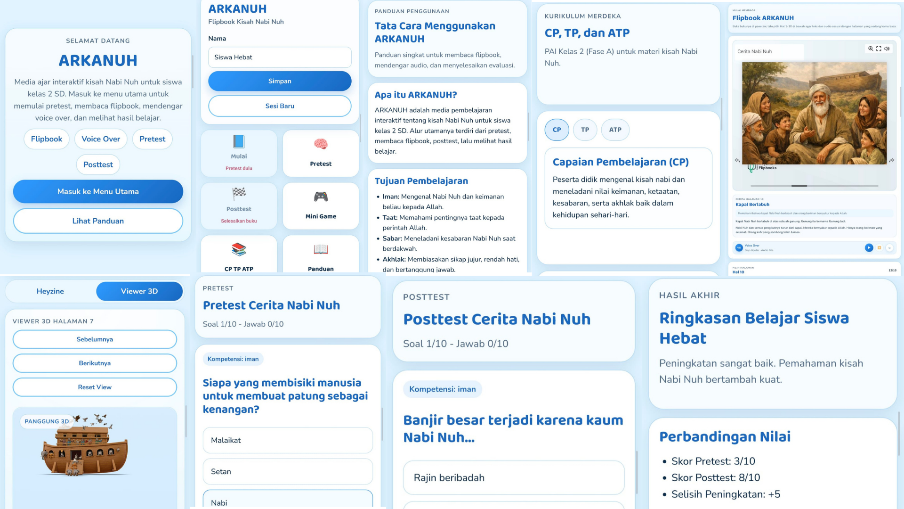 SELAMAT DATANG
ARKANUH
Media ajar interaktif kisah Nabi Nuh untuk siswa
kelas 2 SD. Masuk ke menu utama untuk
memulai pretest, membaca flipbook, mendengar
voice over, dan melihat hasil belajar.
Flipbook
Voice Over
Pretest
Posttest
Masuk ke Menu Utama
Lihat Panduan
ARKANUH
Flipbook Kisah Nabi Nuh
Nama
Siswa Hebat
Simpan
Sesi Baru
Mulai
Pretest dulu
Pretest
Posttest
Selesaikan buku
Mini Game
CP TP ATP
Panduan
PANDUAN PENGGUNAAN
Tata Cara Menggunakan
ARKANUH
Panduan singkat untuk membaca flipbook,
mendengar audio, dan menyelesaikan evaluasi.
Apa itu ARKANUH?
ARKANUH adalah media pembelajaran
interaktif tentang kisah Nabi Nuh untuk siswa
kelas 2 SD. Alur utamanya terdiri dari pretest,
membaca flipbook, posttest, lalu melihat hasil
belajar.
Tujuan Pembelajaran
• Iman: Mengenal Nabi Nuh dan keimanan
beliau kepada Allah.
• Taat: Memahami pentingnya taat kepada
perintah Allah.
• Sabar: Meneladani kesabaran Nabi Nuh saat
berdakwah.
• Akhlak: Membiasakan sikap jujur, rendah hati,
dan bertanggung jawab.
KURIKULUM MERDEKA
CP, TP, dan ATP
PAI Kelas 2 (Fase A) untuk materi kisah Nabi
Nuh.
CP
TP
ATP
Capaian Pembelajaran (CP)
Peserta didik mengenal kisah nabi dan
meneladani nilai keimanan, ketaatan,
kesabaran, serta akhlak baik dalam
kehidupan sehari-hari.
Flipbook ARKANUH
Cerita Nabi Nuh
Kapal Berlabuh
Heyzine
Viewer 3D
VIEWER 3D HALAMAN 7
Sebelumnya
Berikutnya
Reset View
PANGGUNG 3D
PRETEST
Pretest Cerita Nabi Nuh
Soal 1/10 - Jawab 0/10
Kompetensi: iman
Siapa yang membisiki manusia
untuk membuat patung sebagai
kenangan?
Malaikat
Setan
Nabi
POSTTEST
Posttest Cerita Nabi Nuh
Soal 1/10 - Jawab 0/10
Kompetensi: iman
Banjir besar terjadi karena kaum
Nabi Nuh...
Rajin beribadah
HASIL AKHIR
Ringkasan Belajar Siswa
Hebat
Peningkatan sangat baik. Pemahaman kisah
Nabi Nuh bertambah kuat.
Perbandingan Nilai
• Skor Pretest: 3/10
• Skor Posttest: 8/10
• Selisih Peningkatan: +5